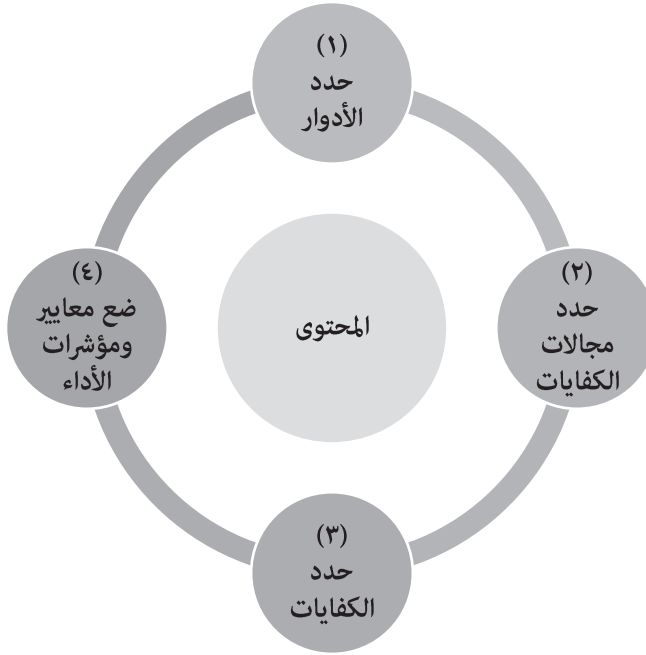 (١)
حدد
الأدوار
(٢)
حدد
مجالات
الكفايات
(٣)
حدد
الكفايات
(٤)
ضع معايير
ومؤشرات
الأداء
المحتوى